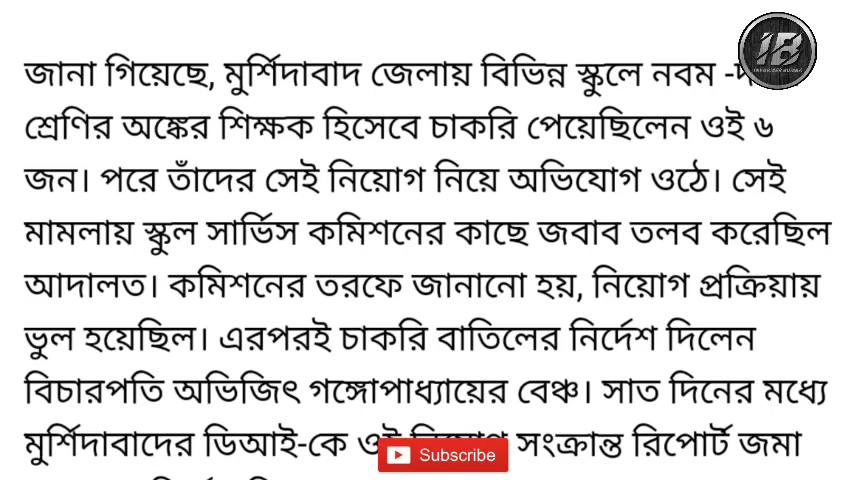 জানা গিয়েছে, মুর্শিদাবাদ জেলায় বিভিন্ন স্কুলে নবম -
শ্রেণির অঙ্কের শিক্ষক হিসেবে চাকরি পেয়েছিলেন ওই ৬
জন। পরে তাঁদের সেই নিয়োগ নিয়ে অভিযোগ ওঠে। সেই
মামলায় স্কুল সার্ভিস কমিশনের কাছে জবাব তলব করেছিল
আদালত। কমিশনের তরফে জানানো হয়, নিয়োগ প্রক্রিয়ায়
ভুল হয়েছিল। এরপরই চাকরি বাতিলের নির্দেশ দিলেন
বিচারপতি অভিজিৎ গঙ্গোপাধ্যায়ের বেঞ্চ। সাত দিনের মধ্যে
মুর্শিদাবাদের ডিআই-কে সংক্রান্ত রিপোর্ট জমা
Subscribe